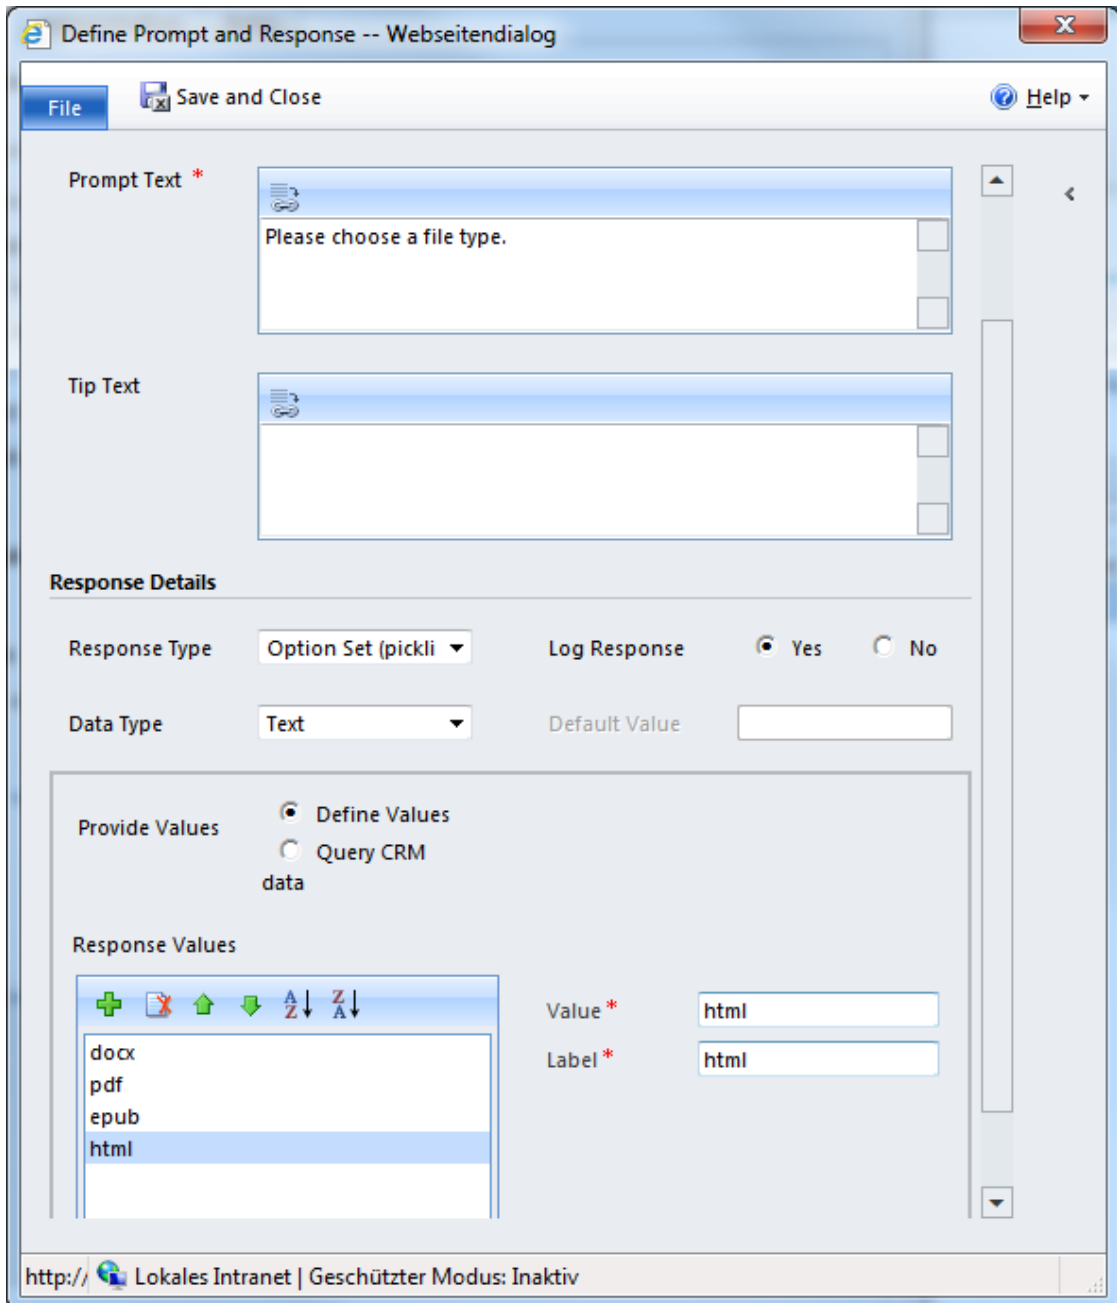 Define Prompt and Response -- Webseitendialog
File Save and Close Help
Prompt Text *
Please choose a file type.
Tip Text
Response Details
Response Type Option Set (pickli Log Response Yes No
Data Type Text Default Value
Provide Values Define Values
Query CRM
data
Response Values
A Z Z A
Value * html
Label * html
docx
pdf
epub
html
http:// Lokales Intranet | Geschützter Modus: Inaktiv